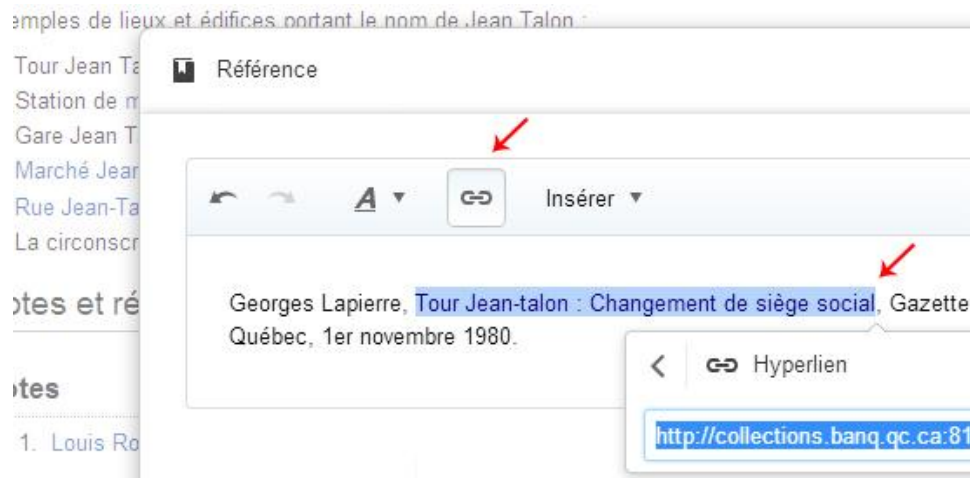 emples de lieux et édifices portant le nom de Jean Talon :
Tour Jean
Station de
Gare Jean
Marché Jean
Rue Jean-Ta
La circonscr
Référence
A
Insérer
Georges Lapierre, Tour Jean-talon : Changement de siège social, Gazette
Québec, 1er novembre 1980.
Hyperlien
http://collections.banq.qc.ca:81
otes et ré
otes
1. Louis Ro